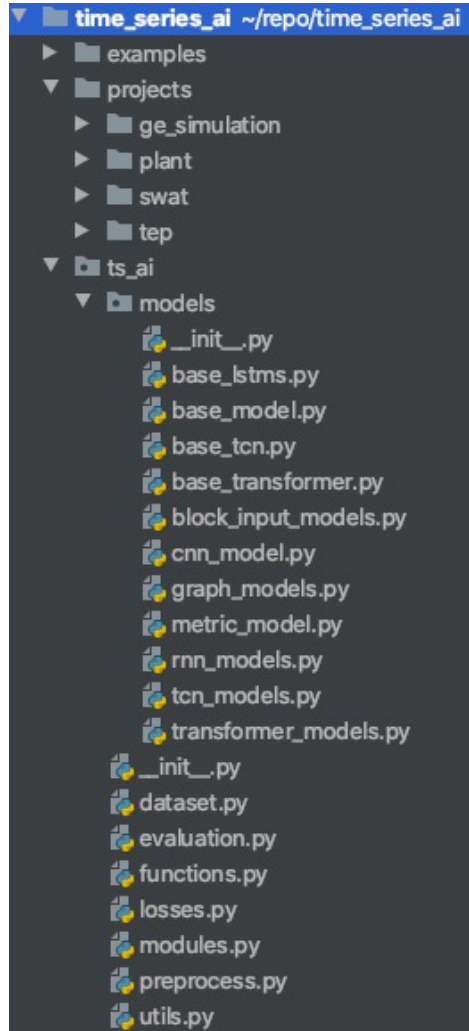 time_series_ai ~/repo/time_series_ai
examples
projects
ge_simulation
plant
swat
tep
ts_ai
models
__init__.py
base_lstms.py
base_model.py
base_tcn.py
base_transformer.py
block_input_models.py
cnn_model.py
graph_models.py
metric_model.py
rnn_models.py
tcn_models.py
transformer_models.py
__init__.py
dataset.py
evaluation.py
functions.py
losses.py
modules.py
preprocess.py
utils.py